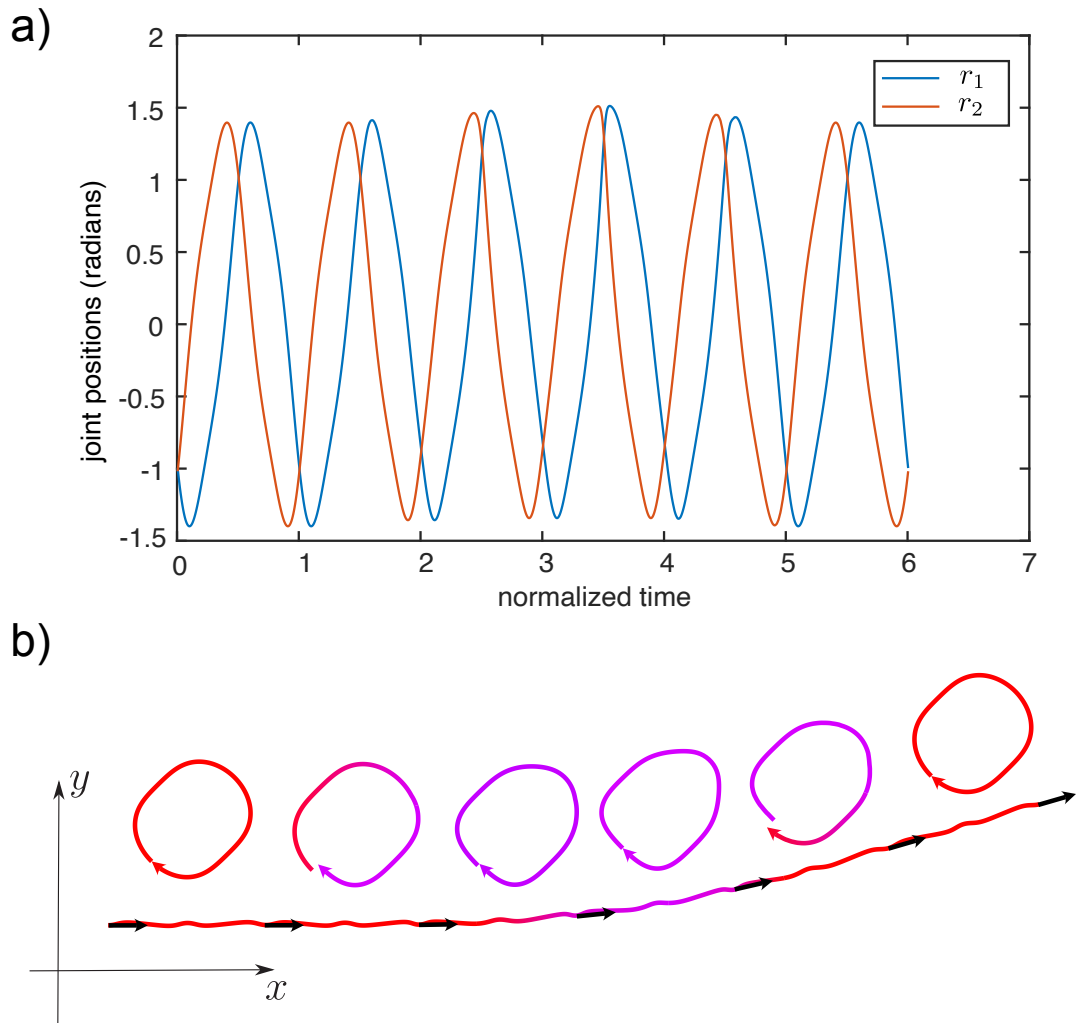 a)
2
1.5
1
0.5
0
-0.5
-1
-1.5
joint positions (radians)
r1
r2
0 1 2 3 4 5 6 7
normalized time
b)
y
x